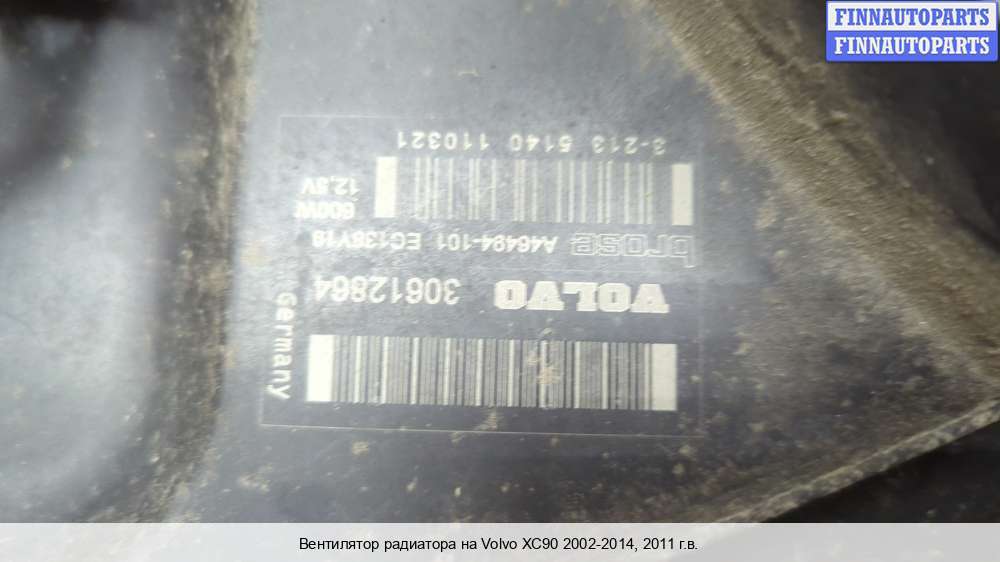 FINNAUTOPARTS
FINNAUTOPARTS
VOLVO 30612864
brose A46494-101 EC136Y19
600W
12,5V
3-213 5140 110321
Germany
Вентилятор радиатора на Volvo XC90 2002-2014, 2011 г.в.